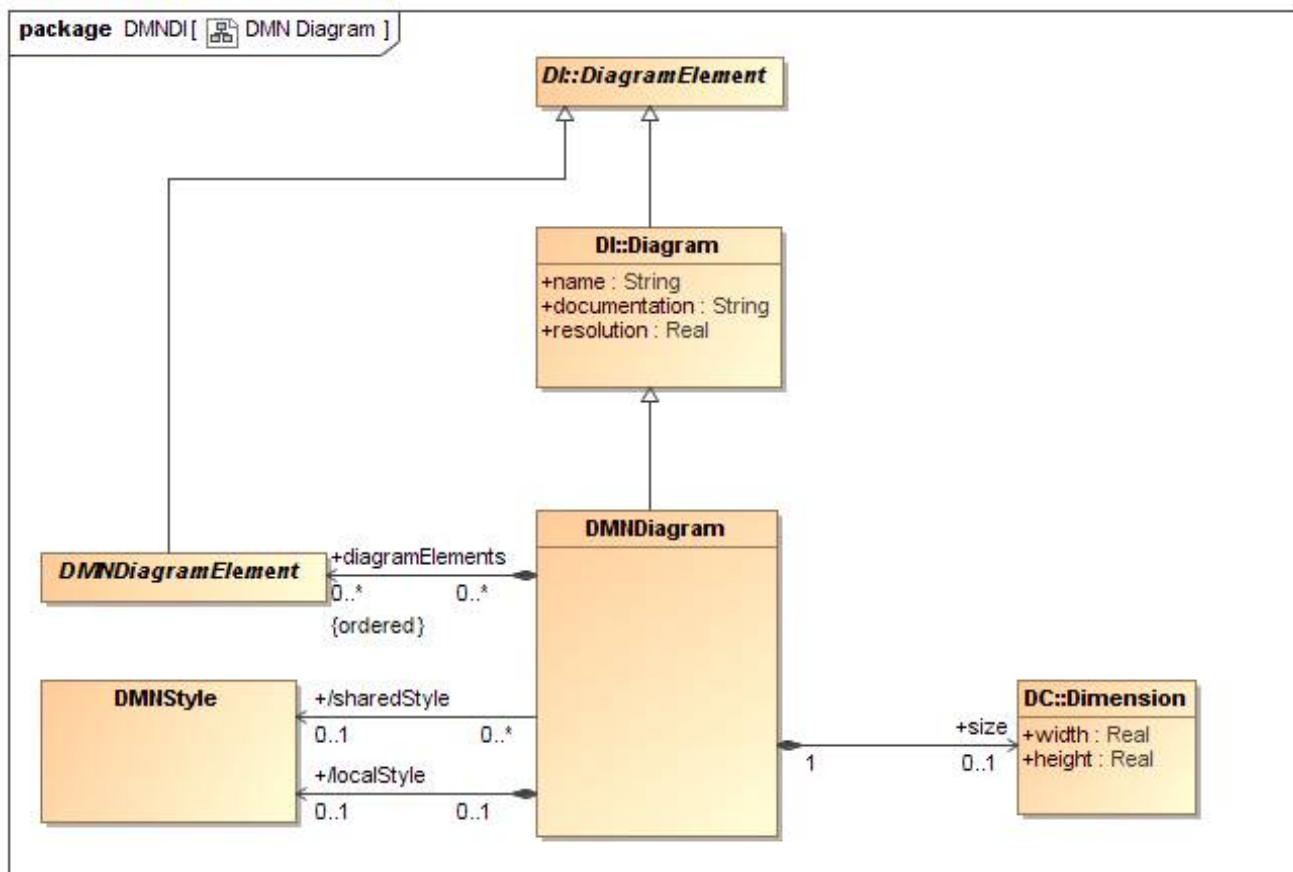 package DMNDI[ DMN Diagram ]
DI::DiagramElement
DI::Diagram
+name : String
+documentation : String
+resolution : Real
DMNDiagram
DMNDiagramElement
+diagramElements
0..* 0..*
{ordered}
DMNStyle
+/sharedStyle
0..1 0..*
+/localStyle
0..1 0..1
+size
1 0..1
DC::Dimension
+width : Real
+height : Real